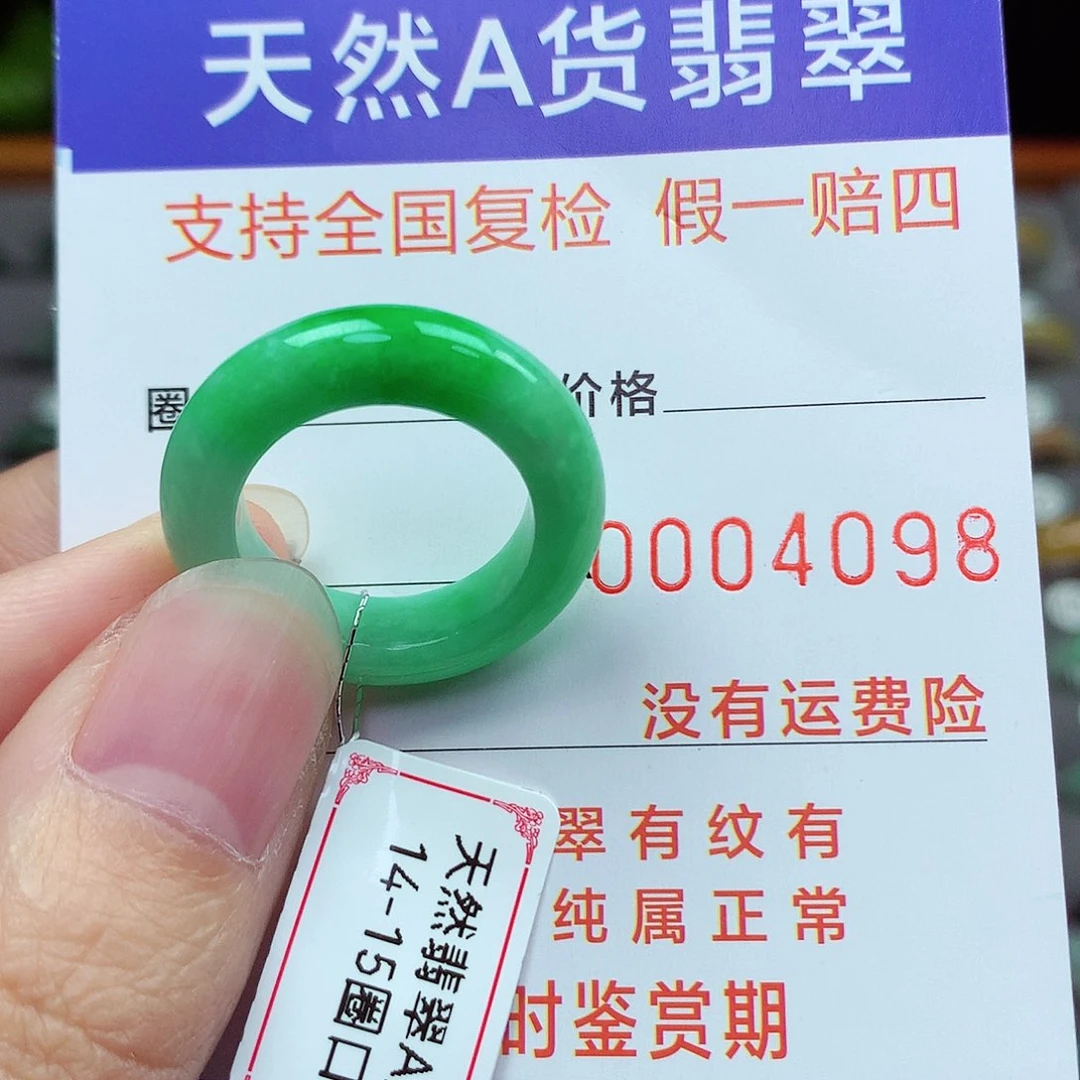 天然A货翡翠
支持全国复检 假一赔四
圈 价格
0004098
没有运费险
翠有纹有
纯属正常
时鉴赏期
天然翡翠A
14-15圈口